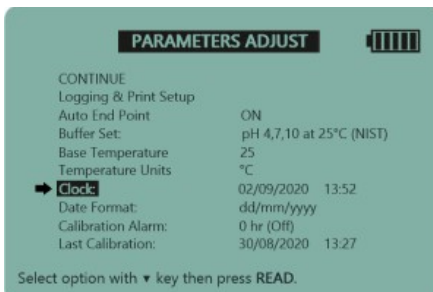 PARAMETERS ADJUST
CONTINUE
Logging & Print Setup
Auto End Point ON
Buffer Set: pH 4,7,10 at 25°C (NIST)
Base Temperature 25
Temperature Units °C
Clock: 02/09/2020 13:52
Date Format: dd/mm/yyyy
Calibration Alarm: 0 hr (Off)
Last Calibration: 30/08/2020 13:27
Select option with ▼ key then press READ.